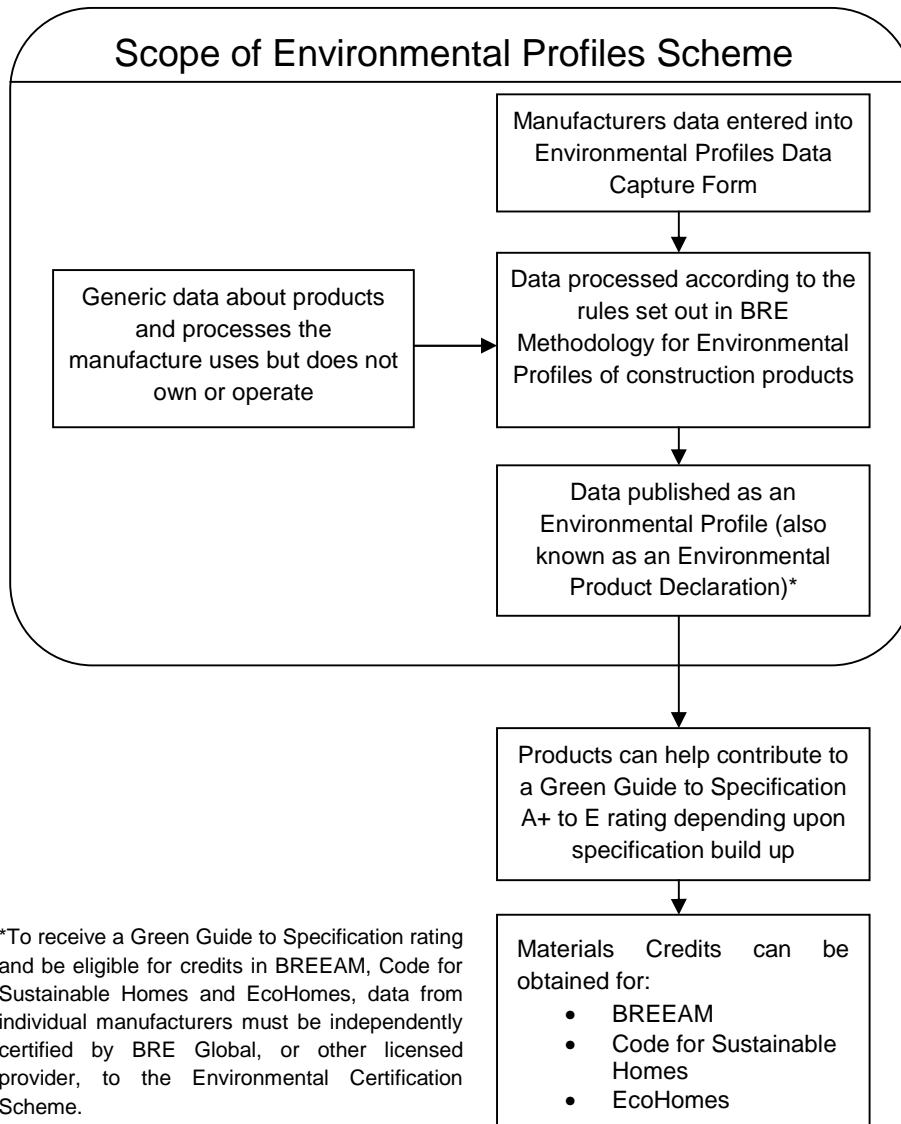 Scope of Environmental Profiles Scheme
Manufacturers data entered into
Environmental Profiles Data
Capture Form
Generic data about products
and processes the
manufacture uses but does not
own or operate
Data processed according to the
rules set out in BRE
Methodology for Environmental
Profiles of construction products
Data published as an
Environmental Profile (also
known as an Environmental
Product Declaration)*
Products can help contribute to
a Green Guide to Specification
A+ to E rating depending upon
specification build up
*To receive a Green Guide to Specification rating
and be eligible for credits in BREEAM, Code for
Sustainable Homes and EcoHomes, data from
individual manufacturers must be independently
certified by BRE Global, or other licensed
provider, to the Environmental Certification
Scheme.
Materials Credits can be
obtained for:
• BREEAM
• Code for Sustainable
Homes
• EcoHomes